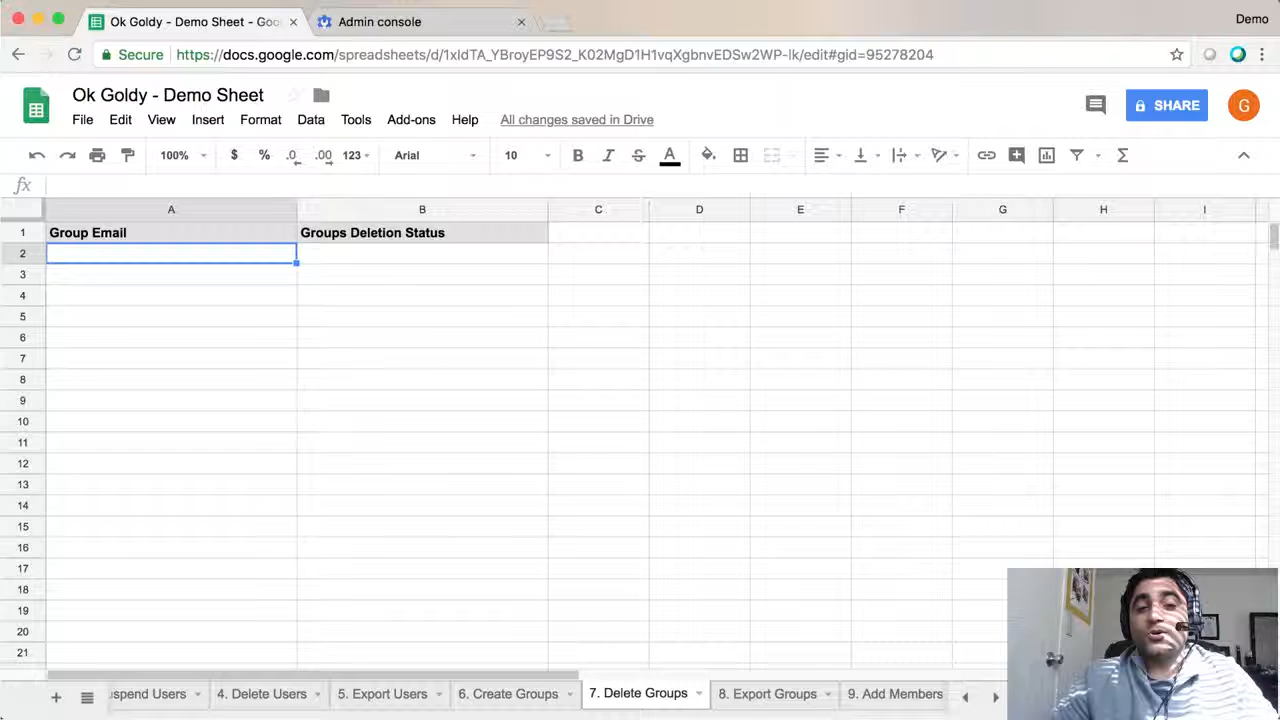 Ok Goldy - Demo Sheet - Goo
Admin console
Demo
Secure
https://docs.google.com/spreadsheets/d/1xIdTA_YBroyEP9S2_K02MgD1H1vqXgbnvEDSw2WP-lk/edit#gid=95278204
Ok Goldy - Demo Sheet
File Edit View Insert Format Data Tools Add-ons Help All changes saved in Drive
SHARE
G
100% $ % .0 .00 123 Arial 10 B I S A Σ
fx
A B C D E F G H I
1 Group Email Groups Deletion Status
2
3
4
5
6
7
8
9
10
11
12
13
14
15
16
17
18
19
20
21
spend Users 4. Delete Users 5. Export Users 6. Create Groups 7. Delete Groups 8. Export Groups 9. Add Members